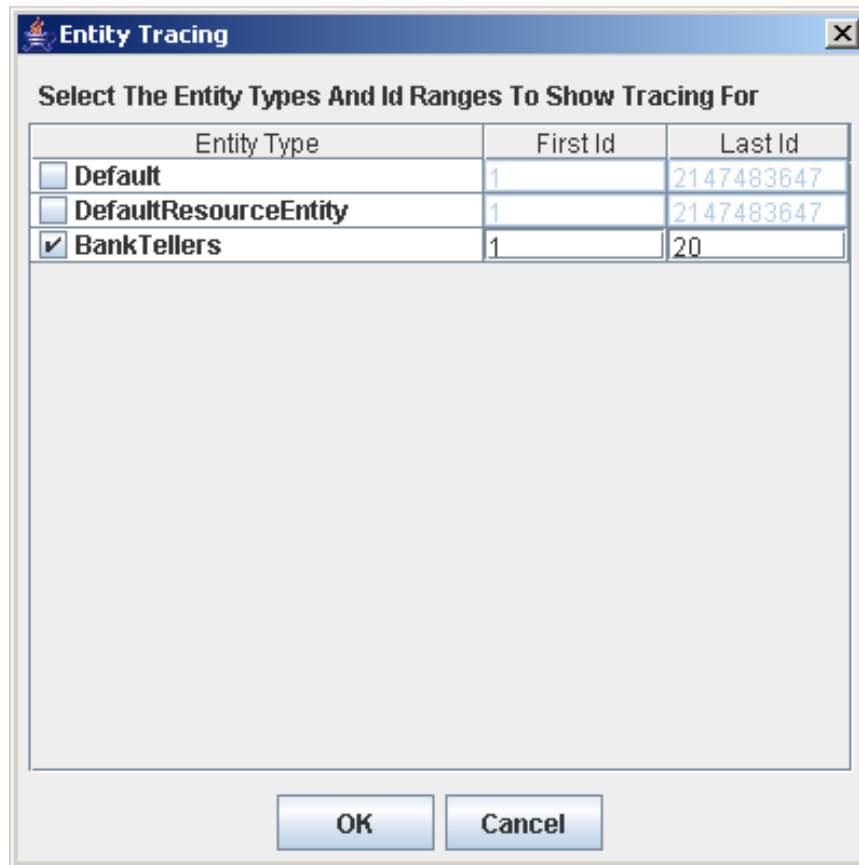 Entity Tracing
Select The Entity Types And Id Ranges To Show Tracing For
Entity Type First Id Last Id
Default 1 2147483647
DefaultResourceEntity 1 2147483647
BankTellers 1 20
OK Cancel